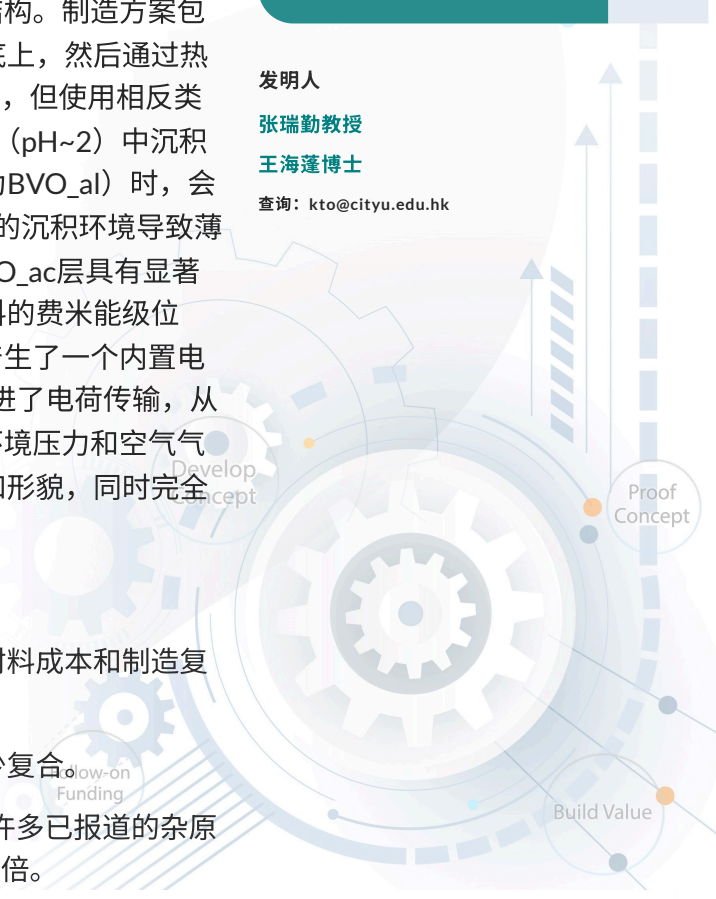 构。制造方案包
上，然后通过热
，但使用相反类
（pH~2）中沉积
BVO_al）时，会
的沉积环境导致薄
O_ac层具有显著
的费米能级位
生了一个内置电
进了电荷传输，从
境压力和空气气
形貌，同时完全
料成本和制造复
复合。
许多已报道的杂原
倍。
发明人
张瑞勤教授
王海蓬博士
查询：kto@cityu.edu.hk
Develop
Concept
Proof
Concept
Follow-on
Funding
Build Value